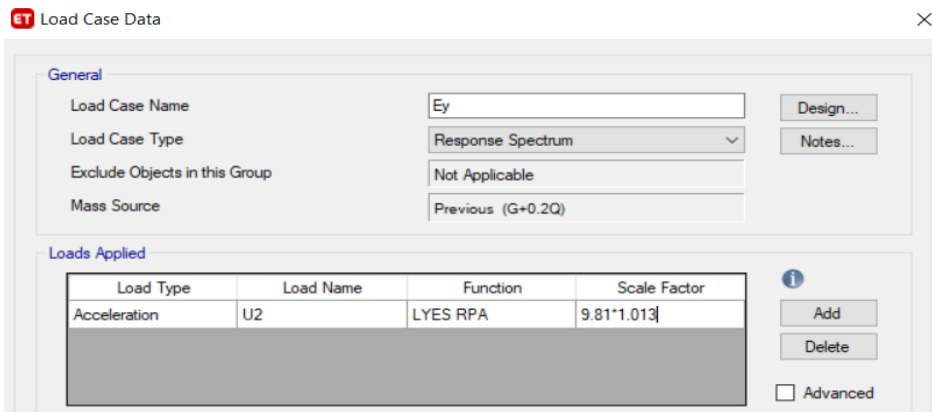 ET Load Case Data
General
Load Case Name Ey Design...
Load Case Type Response Spectrum Notes...
Exclude Objects in this Group Not Applicable
Mass Source Previous (G+0.2Q)
Loads Applied
Load Type Load Name Function Scale Factor
Acceleration U2 LYES RPA 9.81*1.013
Add
Delete
Advanced